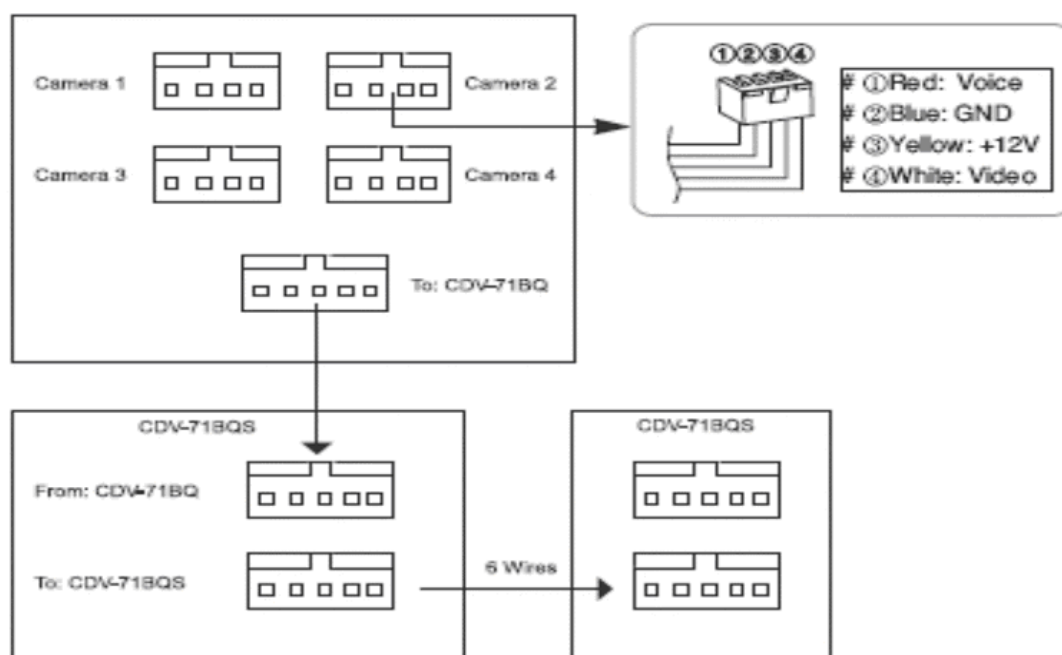 Camera 1
Camera 2
Camera 3
Camera 4
To: CDV-71BQ
①②③④
# ①Red: Voice
# ②Blue: GND
# ③Yellow: +12V
# ④White: Video
CDV-71BQS
From: CDV-71BQ
To: CDV-71BQS
6 Wires
CDV-71BQS